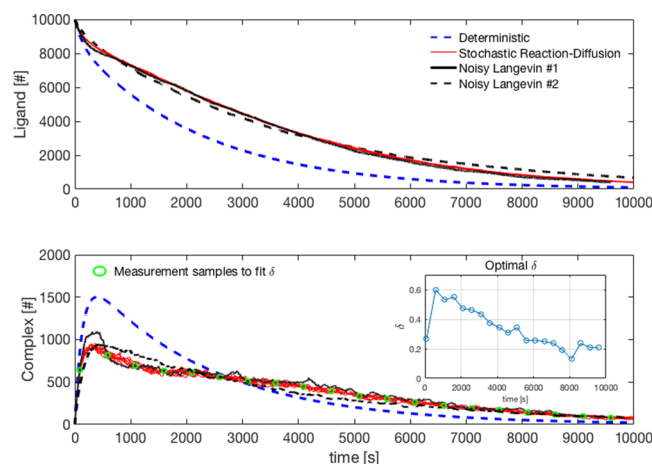 10000
8000
6000
4000
2000
0
Ligand [#]
Deterministic
Stochastic Reaction-Diffusion
Noisy Langevin #1
Noisy Langevin #2
0 1000 2000 3000 4000 5000 6000 7000 8000 9000 10000
2000
1500
1000
500
0
Complex [#]
Measurement samples to fit δ
Optimal δ
0.6
0.4
0.2
0
δ
0 2000 4000 6000 8000 10000
time [s]
0 1000 2000 3000 4000 5000 6000 7000 8000 9000 10000
time [s]